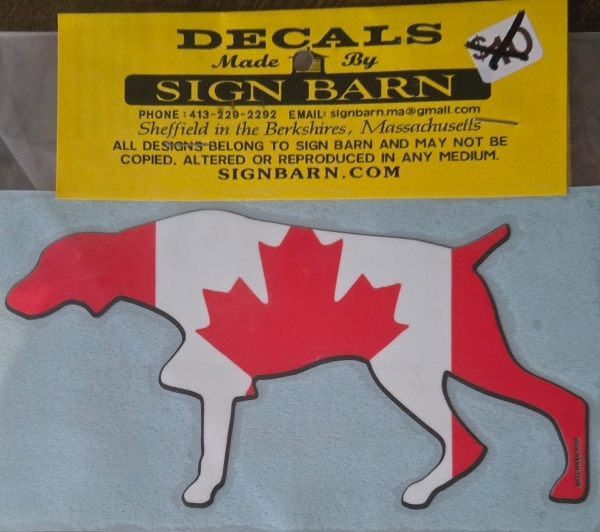 DECALS
Made By
SIGN BARN
PHONE : 413-229-2292 EMAIL: signbarn.ma@gmail.com
Sheffield in the Berkshires, Massachusetts
ALL DESIGNS BELONG TO SIGN BARN AND MAY NOT BE
COPIED, ALTERED OR REPRODUCED IN ANY MEDIUM.
SIGNBARN.COM